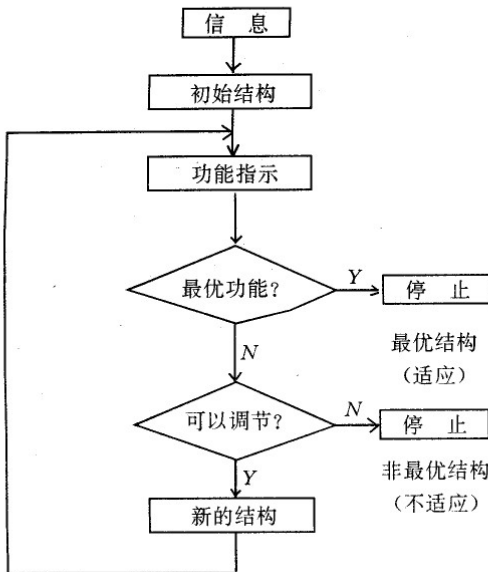 信 息
初始结构
功能指示
最优功能?
Y
停 止
最优结构
(适应)
N
可以调节?
N
停 止
非最优结构
(不适应)
Y
新的结构